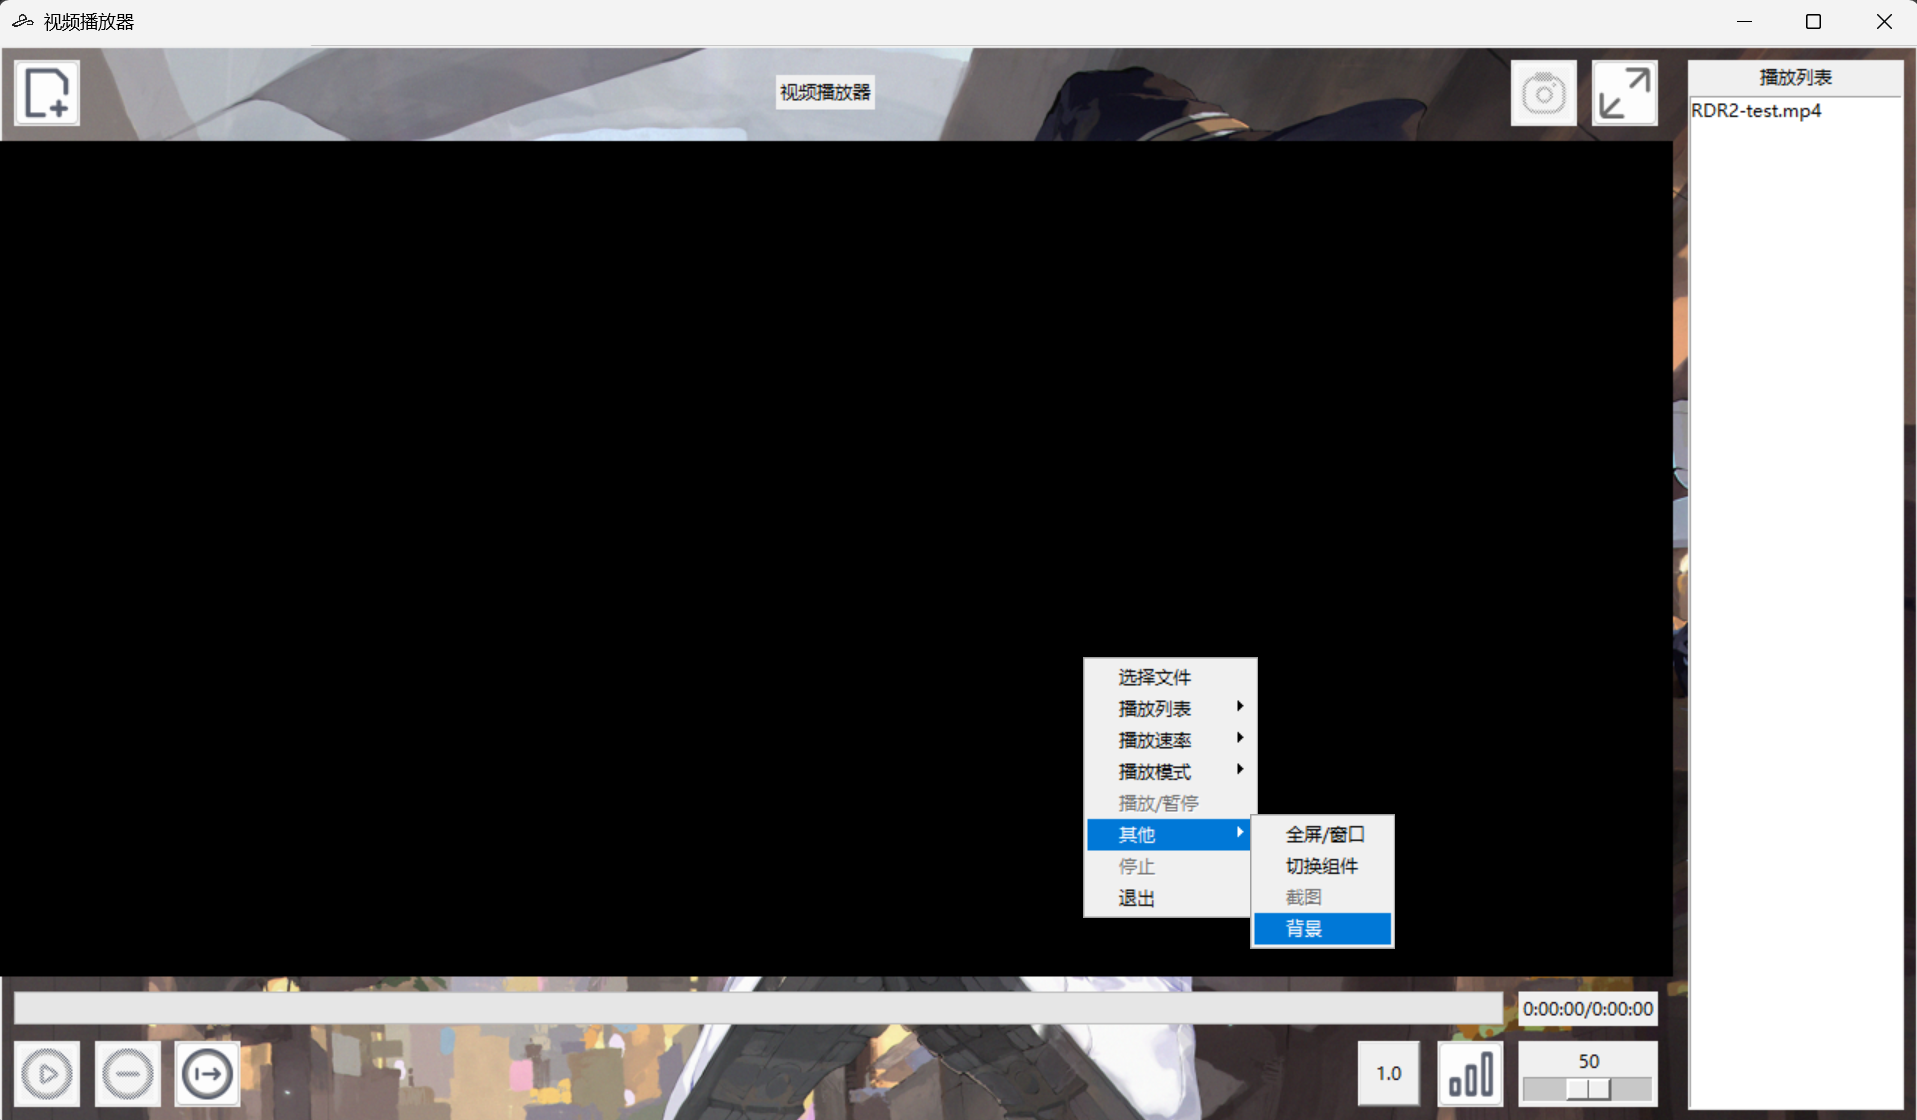 视频播放器
视频播放器
播放列表
RDR2-test.mp4
选择文件
播放列表
播放速率
播放模式
播放/暂停
其他
停止
退出
全屏/窗口
切换组件
截图
背景
0:00:00/0:00:00
1.0
50